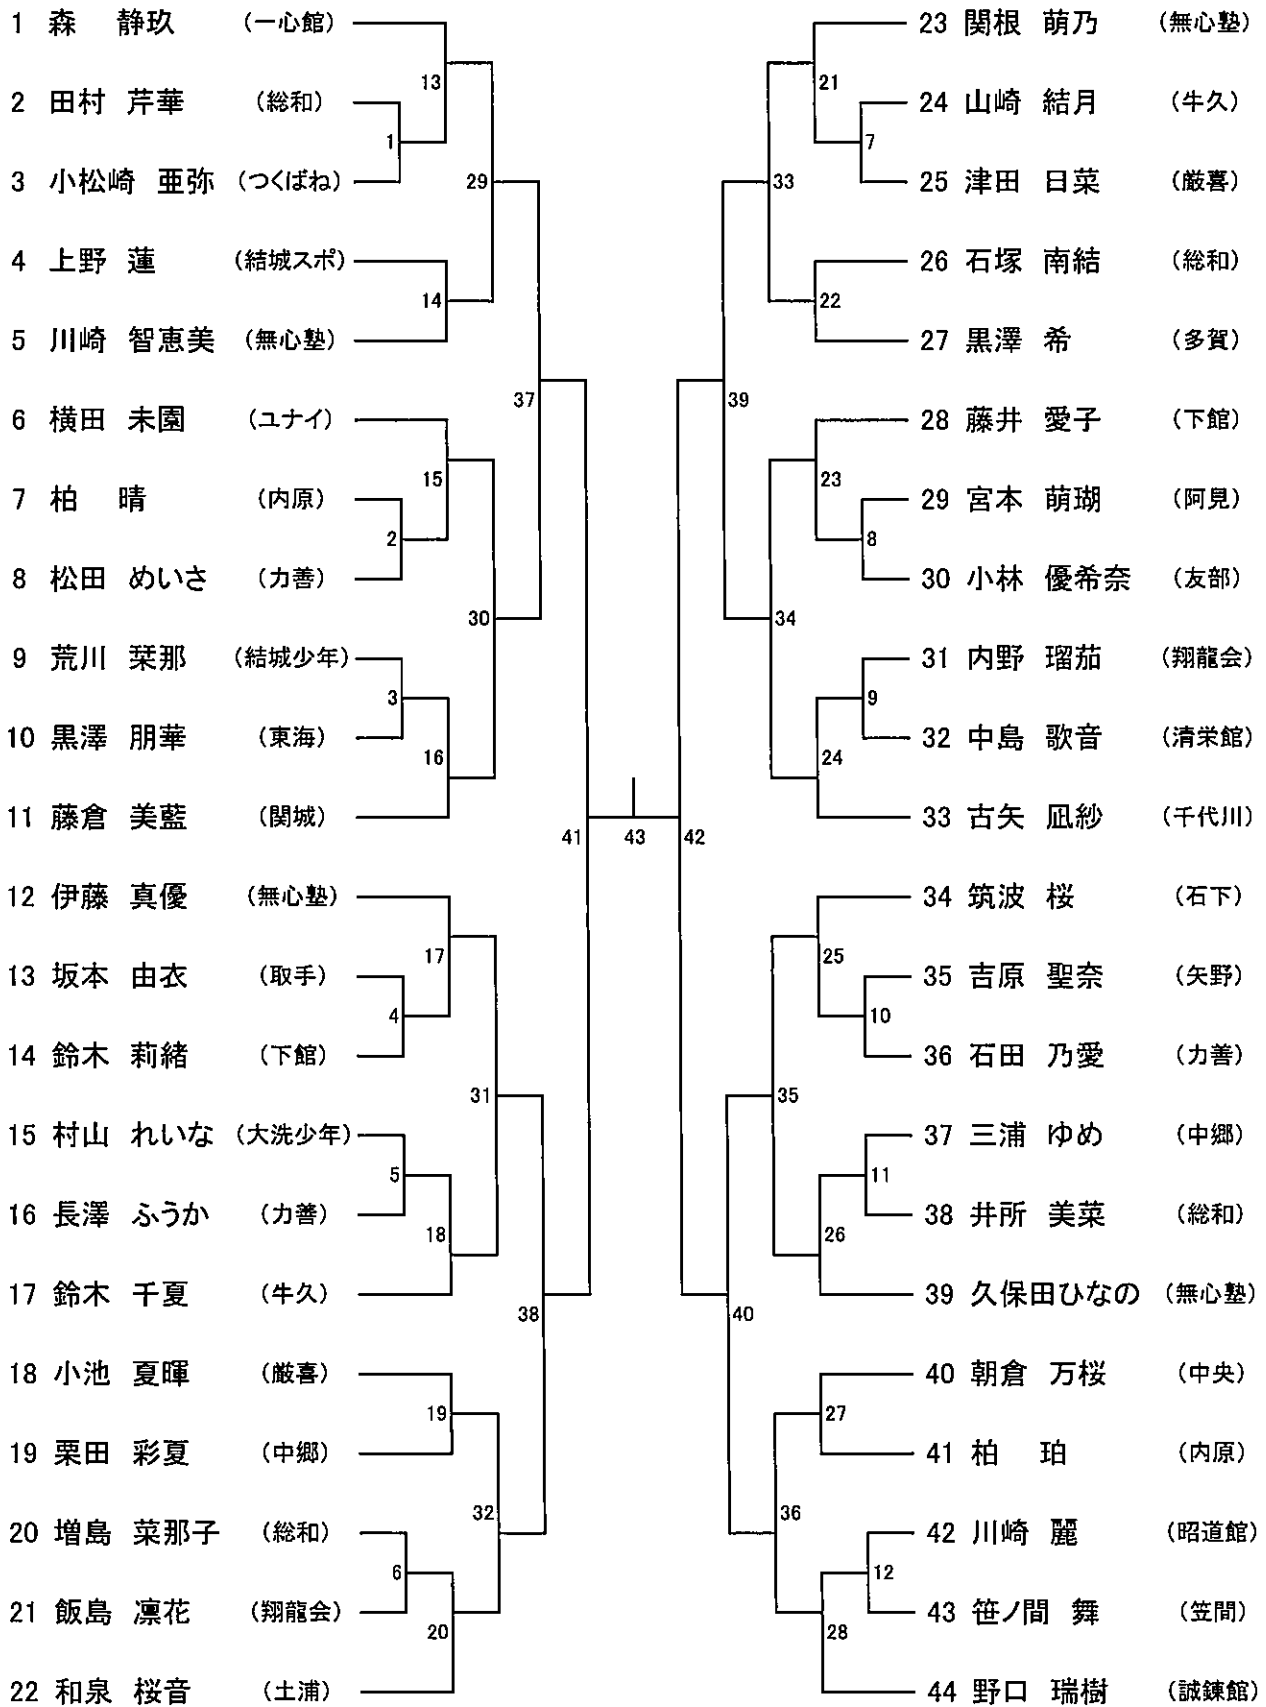 1 森 静玖 (一心館)
13
2 田村 芹華 (総和)
1
3 小松崎 亜弥 (つくばね)
29
4 上野 蓮 (結城スポ)
14
5 川崎 智恵美 (無心塾)
37
6 横田 未園 (ユナイ)
15
7 柏 晴 (内原)
2
8 松田 めいさ (力善)
30
9 荒川 栞那 (結城少年)
3
10 黒澤 朋華 (東海)
16
11 藤倉 美藍 (関城)
41
12 伊藤 真優 (無心塾)
17
13 坂本 由衣 (取手)
4
14 鈴木 莉緒 (下館)
31
15 村山 れいな (大洗少年)
5
16 長澤 ふうか (力善)
18
17 鈴木 千夏 (牛久)
38
18 小池 夏暉 (厳喜)
19
19 栗田 彩夏 (中郷)
32
20 増島 菜那子 (総和)
6
21 飯島 凛花 (翔龍会)
20
22 和泉 桜音 (土浦)
43
23 関根 萌乃 (無心塾)
21
24 山崎 結月 (牛久)
7
25 津田 日菜 (厳喜)
33
26 石塚 南結 (総和)
22
27 黒澤 希 (多賀)
39
28 藤井 愛子 (下館)
23
29 宮本 萌瑚 (阿見)
8
30 小林 優希奈 (友部)
34
31 内野 瑠茄 (翔龍会)
9
32 中島 歌音 (清栄館)
24
33 古矢 凪紗 (千代川)
42
34 筑波 桜 (石下)
25
35 吉原 聖奈 (矢野)
10
36 石田 乃愛 (力善)
35
37 三浦 ゆめ (中郷)
11
38 井所 美菜 (総和)
26
39 久保田ひなの (無心塾)
40
40 朝倉 万桜 (中央)
27
41 柏 珀 (内原)
36
42 川崎 麗 (昭道館)
12
43 笹ノ間 舞 (笠間)
28
44 野口 瑞樹 (誠錬館)